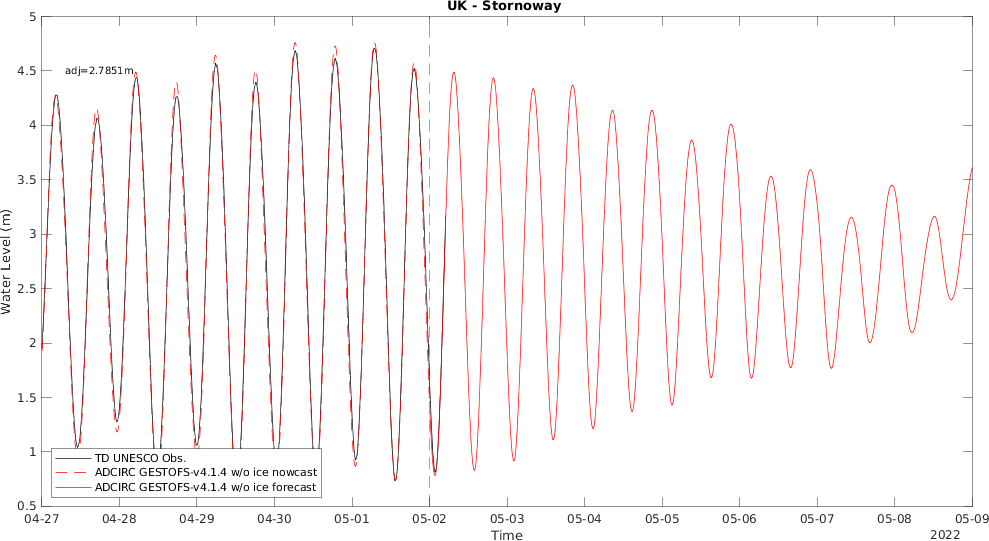 UK - Stornoway
5
4.5
4
3.5
3
2.5
2
1.5
1
0.5
Water Level (m)
adj=2.7851m
TD UNESCO Obs.
ADCIRC GESTOFS-v4.1.4 w/o ice nowcast
ADCIRC GESTOFS-v4.1.4 w/o ice forecast
04-27 04-28 04-29 04-30 05-01 05-02 05-03 05-04 05-05 05-06 05-07 05-08 05-09
Time
2022